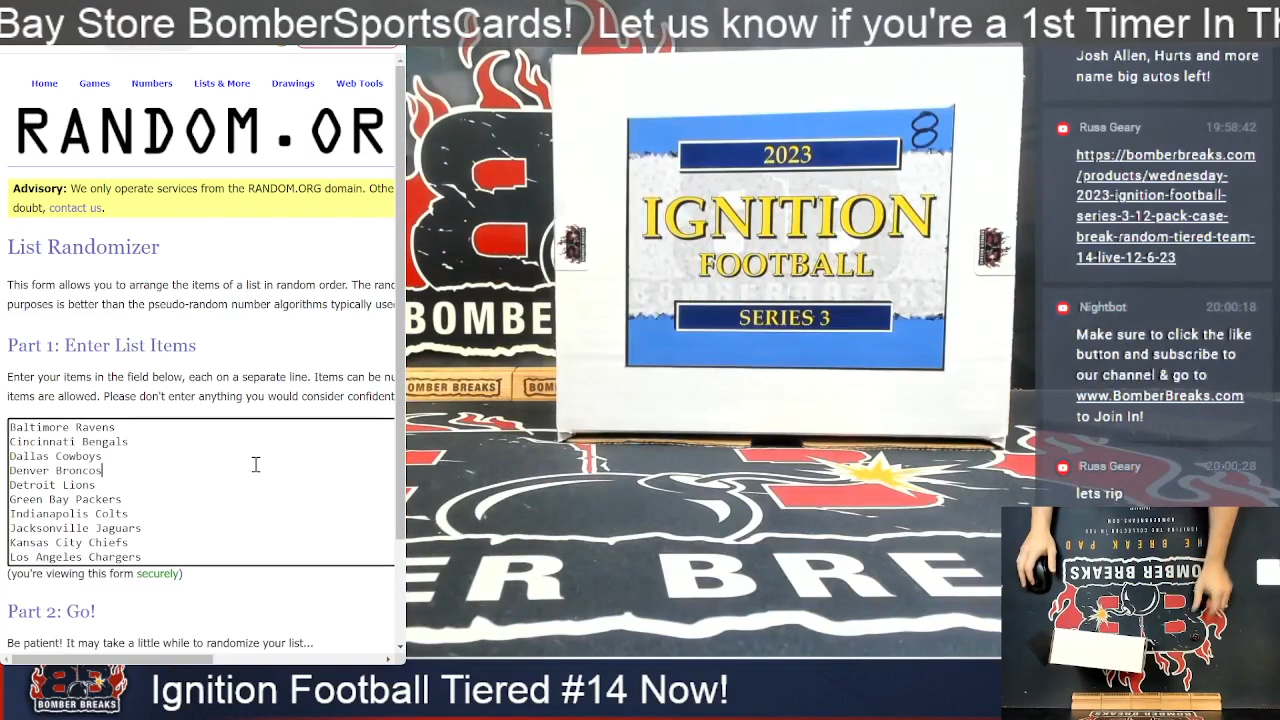 Bay Store BomberSportsCards! Let us know if you're a 1st Timer In Th
Home Games Numbers Lists & More Drawings Web Tools
RANDOM.OR
Advisory: We only operate services from the RANDOM.ORG domain. Othe
doubt, contact us.
List Randomizer
This form allows you to arrange the items of a list in random order. The rand
purposes is better than the pseudo-random number algorithms typically use
Part 1: Enter List Items
Enter your items in the field below, each on a separate line. Items can be nu
items are allowed. Please don't enter anything you would consider confident
Baltimore Ravens
Cincinnati Bengals
Dallas Cowboys
Denver Broncos
Detroit Lions
Green Bay Packers
Indianapolis Colts
Jacksonville Jaguars
Kansas City Chiefs
Los Angeles Chargers
(you're viewing this form securely)
Part 2: Go!
Be patient! It may take a little while to randomize your list...
8
2023
IGNITION
FOOTBALL
SERIES 3
BOMBER
BOMBER BREAKS
BOM
ER BRE
Josh Allen, Hurts and more
name big autos left!
Russ Geary 19:58:42
https://bomberbreaks.com
/products/wednesday-
2023-ignition-football-
series-3-12-pack-case-
break-random-tiered-team-
14-live-12-6-23
Nightbot 20:00:18
Make sure to click the like
button and subscribe to
our channel & go to
www.BomberBreaks.com
to Join In!
Russ Geary 20:00:28
lets rip
HE BREAK PAD
BOMBER BREAKS
BOMBER BREAKS
Ignition Football Tiered #14 Now!